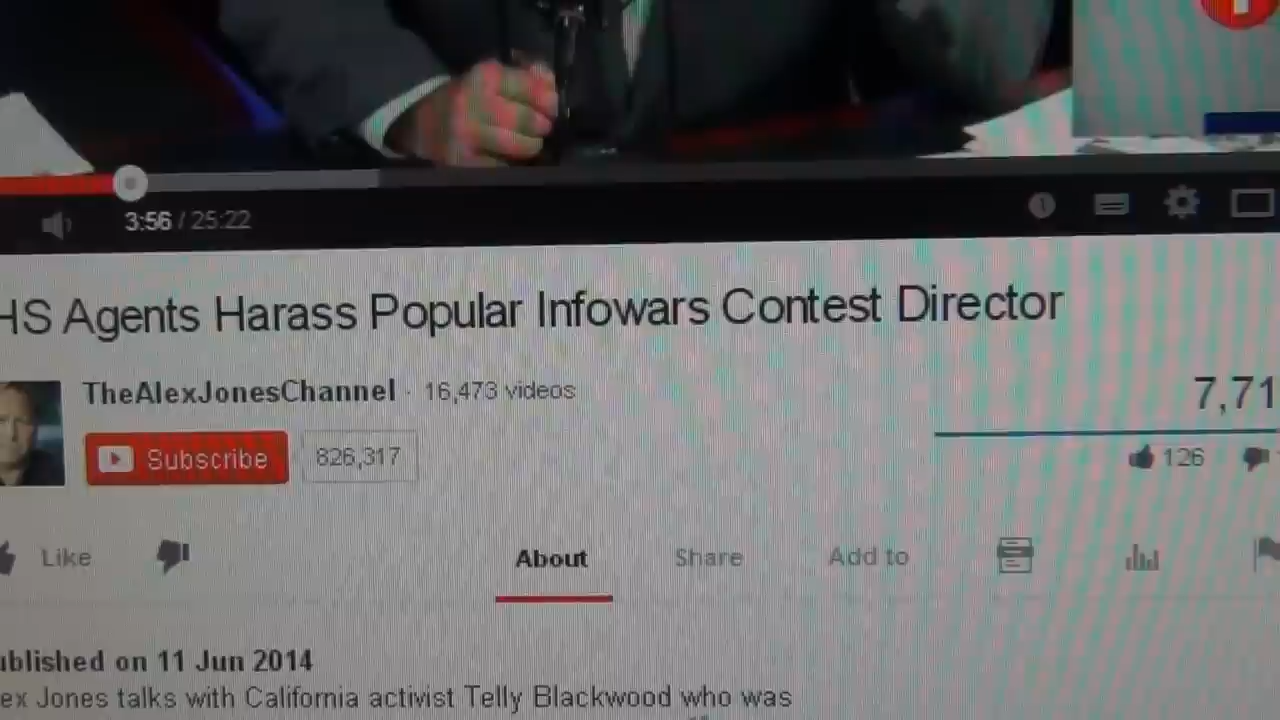 3:56 / 25:22
HS Agents Harass Popular Infowars Contest Director
TheAlexJonesChannel · 16,473 videos
7,71
Subscribe 826,317
126
Like
About Share Add to
ublished on 11 Jun 2014
ex Jones talks with California activist Telly Blackwood who was